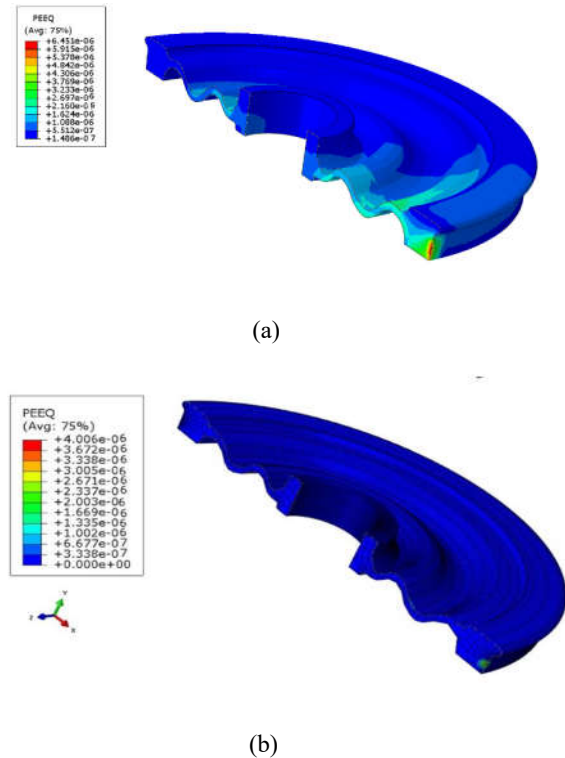 PEEQ
(Avg: 75%)
+6.451e-06
+5.915e-06
+5.378e-06
+4.842e-06
+4.306e-06
+3.769e-06
+3.233e-06
+2.697e-06
+2.160e-06
+1.624e-06
+1.088e-06
+5.512e-07
+1.486e-07
(a)
PEEQ
(Avg: 75%)
+4.006e-06
+3.672e-06
+3.338e-06
+3.005e-06
+2.671e-06
+2.337e-06
+2.003e-06
+1.669e-06
+1.335e-06
+1.002e-06
+6.677e-07
+3.338e-07
+0.000e+00
Y
Z
X
(b)